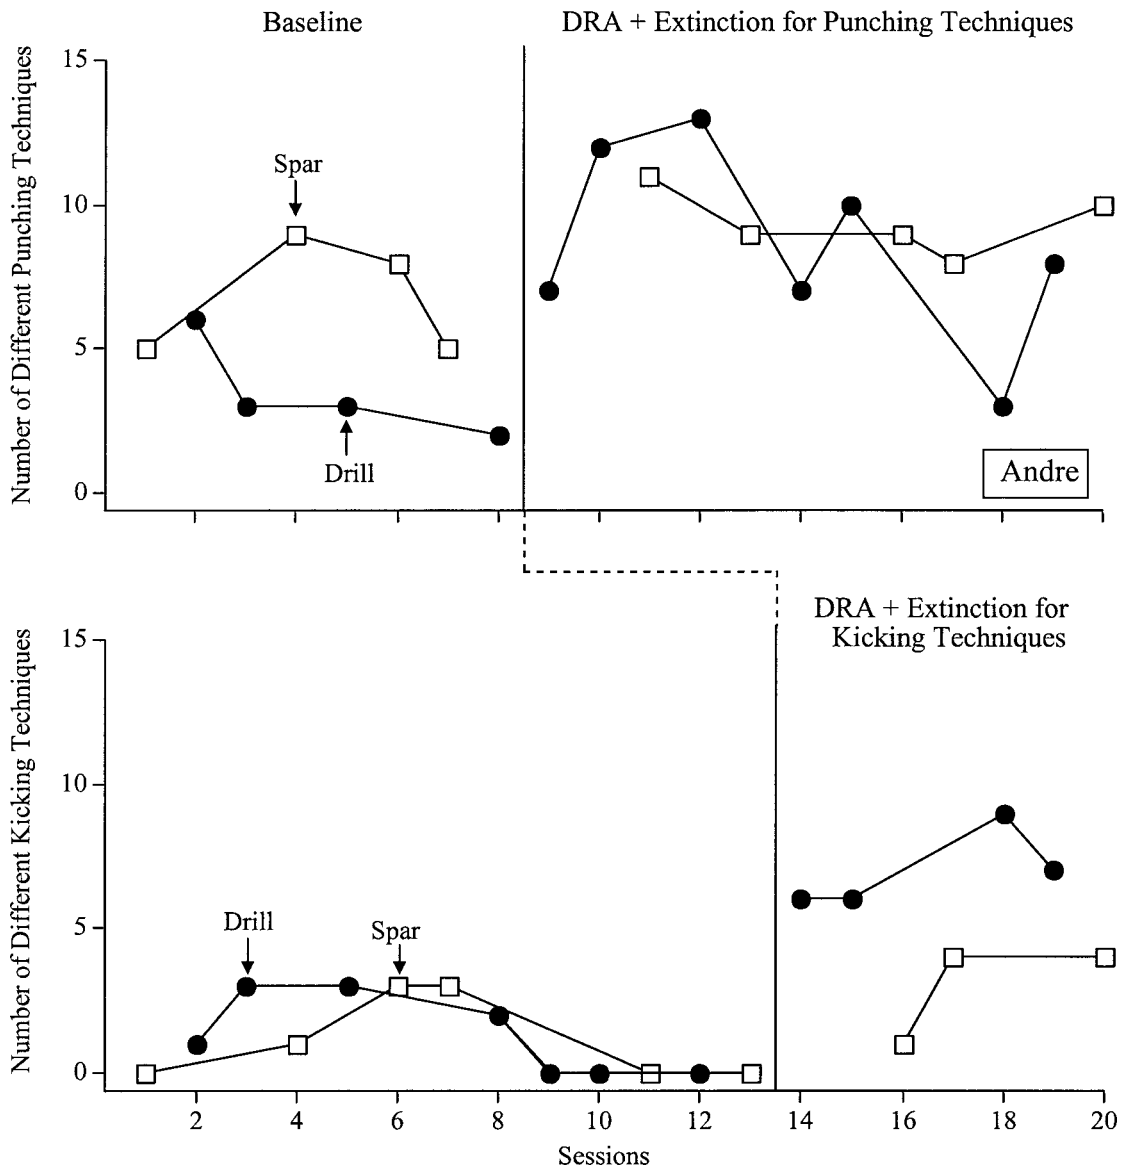 Baseline
DRA + Extinction for Punching Techniques
Number of Different Punching Techniques
15
10
5
0
Spar
Drill
Andre
DRA + Extinction for
Kicking Techniques
Number of Different Kicking Techniques
15
10
5
0
Drill
Spar
2 4 6 8 10 12 14 16 18 20
Sessions